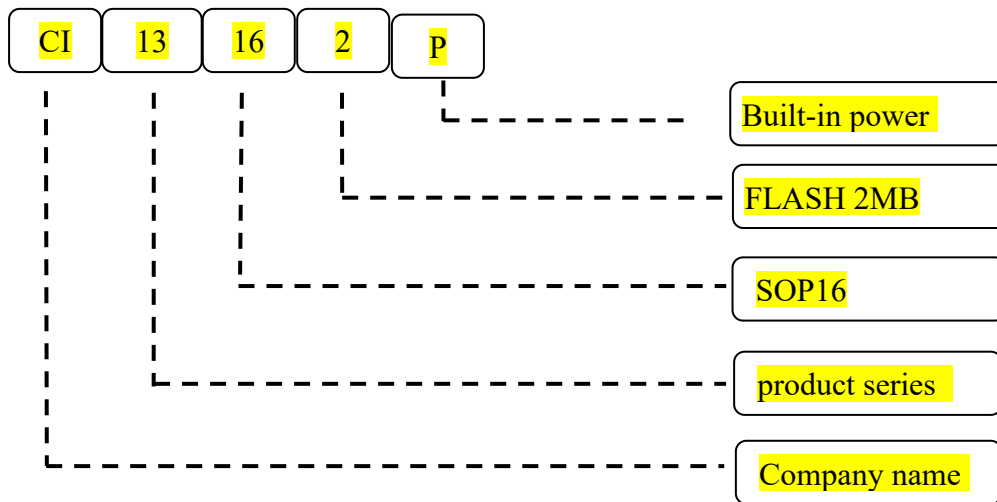 CI 13 16 2 P
Built-in power
FLASH 2MB
SOP16
product series
Company name